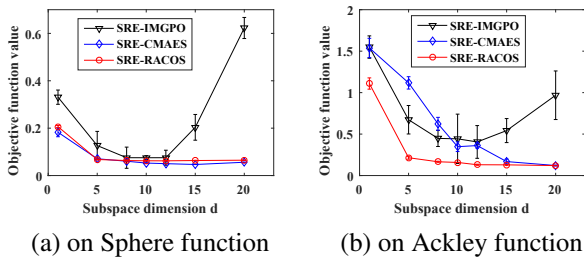 Objective function value
0.6
0.4
0.2
0
SRE-IMGPO
SRE-CMAES
SRE-RACOS
0 5 10 15 20
Subspace dimension d
(a) on Sphere function
Objective function value
2
1.5
1
0.5
0
SRE-IMGPO
SRE-CMAES
SRE-RACOS
0 5 10 15 20
Subspace dimension d
(b) on Ackley function